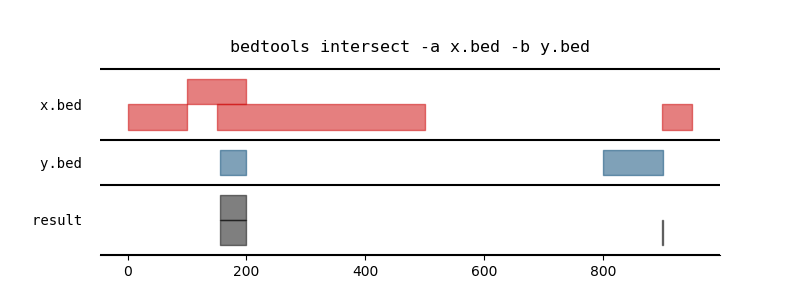 bedtools intersect -a x.bed -b y.bed
x.bed
y.bed
result
0 200 400 600 800